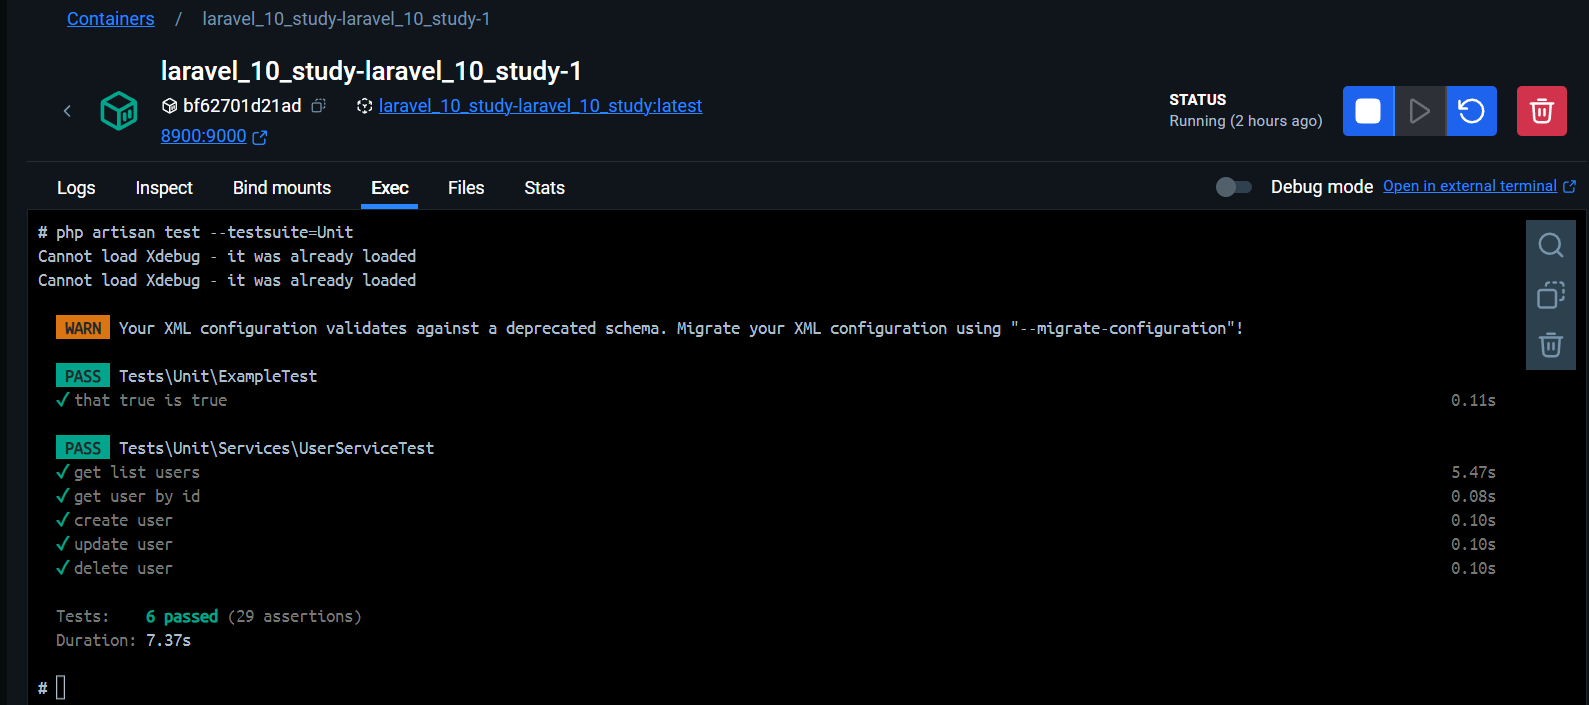 Containers / laravel_10_study-laravel_10_study-1
laravel_10_study-laravel_10_study-1
bf62701d21ad laravel_10_study-laravel_10_study:latest
8900:9000
STATUS
Running (2 hours ago)
Logs Inspect Bind mounts Exec Files Stats Debug mode Open in external terminal
# php artisan test --testsuite=Unit
Cannot load Xdebug - it was already loaded
Cannot load Xdebug - it was already loaded
WARN Your XML configuration validates against a deprecated schema. Migrate your XML configuration using "--migrate-configuration"!
PASS Tests\Unit\ExampleTest
✓ that true is true 0.11s
PASS Tests\Unit\Services\UserServiceTest
✓ get list users 5.47s
✓ get user by id 0.08s
✓ create user 0.10s
✓ update user 0.10s
✓ delete user 0.10s
Tests: 6 passed (29 assertions)
Duration: 7.37s
#